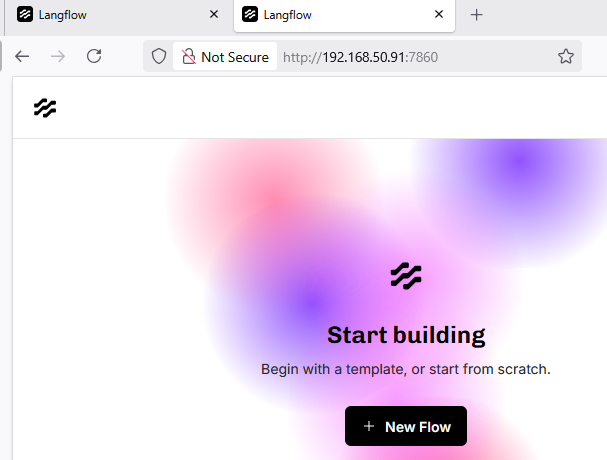 Langflow
Langflow
Not Secure http://192.168.50.91:7860
Start building
Begin with a template, or start from scratch.
New Flow